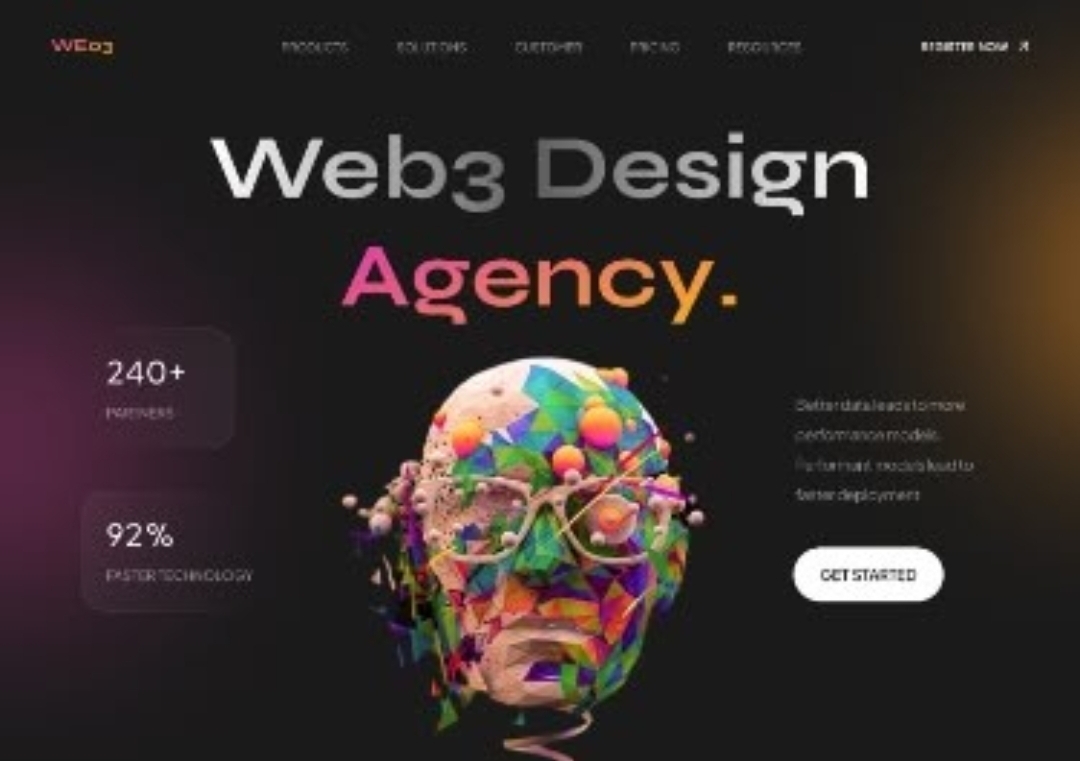 WEB3
PRODUCTS SOLUTIONS CUSTOMER PRICING RESOURCES REGISTER NOW
Web3 Design
Agency.
240+
PARTNERS
Better data leads to more
performance models.
Performant models lead to
faster deployment
92%
FASTER TECHNOLOGY
GET STARTED